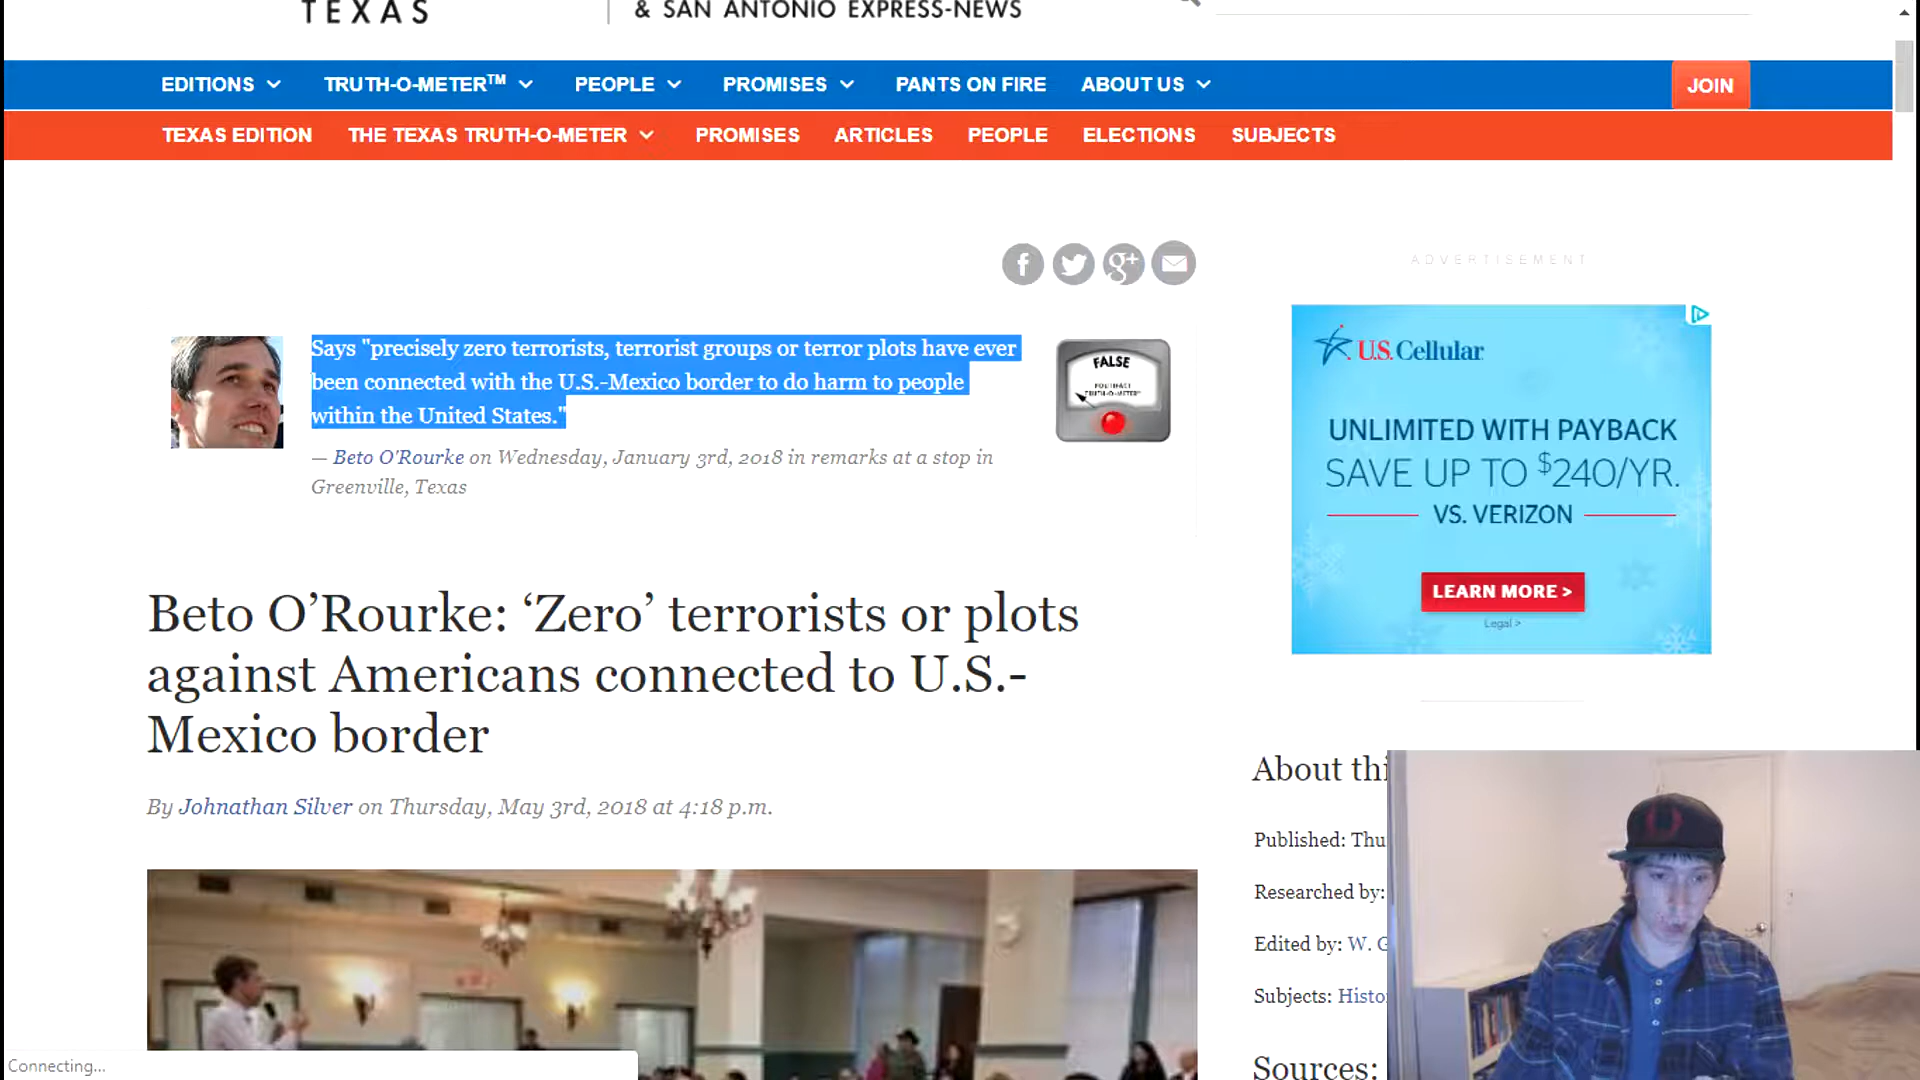 TEXAS
& SAN ANTONIO EXPRESS-NEWS
EDITIONS TRUTH-O-METER™ PEOPLE PROMISES PANTS ON FIRE ABOUT US JOIN
TEXAS EDITION THE TEXAS TRUTH-O-METER PROMISES ARTICLES PEOPLE ELECTIONS SUBJECTS
ADVERTISEMENT
Says "precisely zero terrorists, terrorist groups or terror plots have ever
been connected with the U.S.-Mexico border to do harm to people
within the United States."
— Beto O'Rourke on Wednesday, January 3rd, 2018 in remarks at a stop in
Greenville, Texas
FALSE
POLITIFACT
TRUTH-O-METER™
U.S. Cellular
UNLIMITED WITH PAYBACK
SAVE UP TO $240/YR.
VS. VERIZON
LEARN MORE >
Legal >
Beto O’Rourke: ‘Zero’ terrorists or plots
against Americans connected to U.S.-
Mexico border
By Johnathan Silver on Thursday, May 3rd, 2018 at 4:18 p.m.
About thi
Published: Thu
Researched by:
Edited by: W. G
Subjects: Histo
Sources:
Connecting...